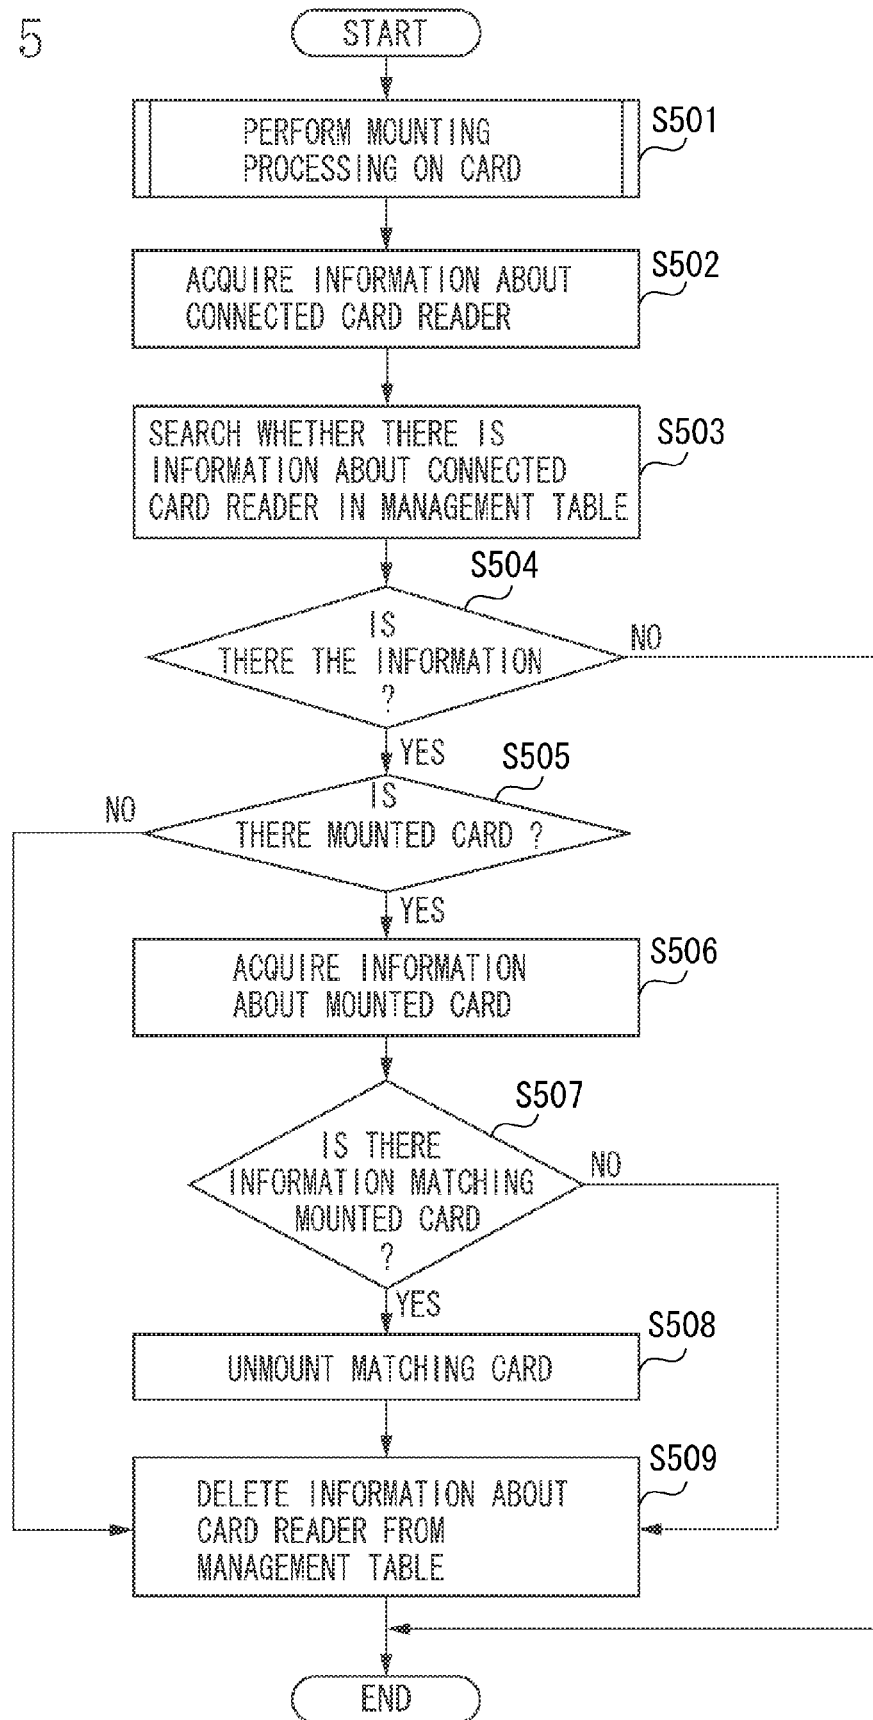 5
START
PERFORM MOUNTING
PROCESSING ON CARD
S501
ACQUIRE INFORMATION ABOUT
CONNECTED CARD READER
S502
SEARCH WHETHER THERE IS
INFORMATION ABOUT CONNECTED
CARD READER IN MANAGEMENT TABLE
S503
S504
IS
THERE THE INFORMATION
?
NO
YES
S505
IS
THERE MOUNTED CARD ?
NO
YES
ACQUIRE INFORMATION
ABOUT MOUNTED CARD
S506
S507
IS THERE
INFORMATION MATCHING
MOUNTED CARD
?
NO
YES
UNMOUNT MATCHING CARD
S508
DELETE INFORMATION ABOUT
CARD READER FROM
MANAGEMENT TABLE
S509
END